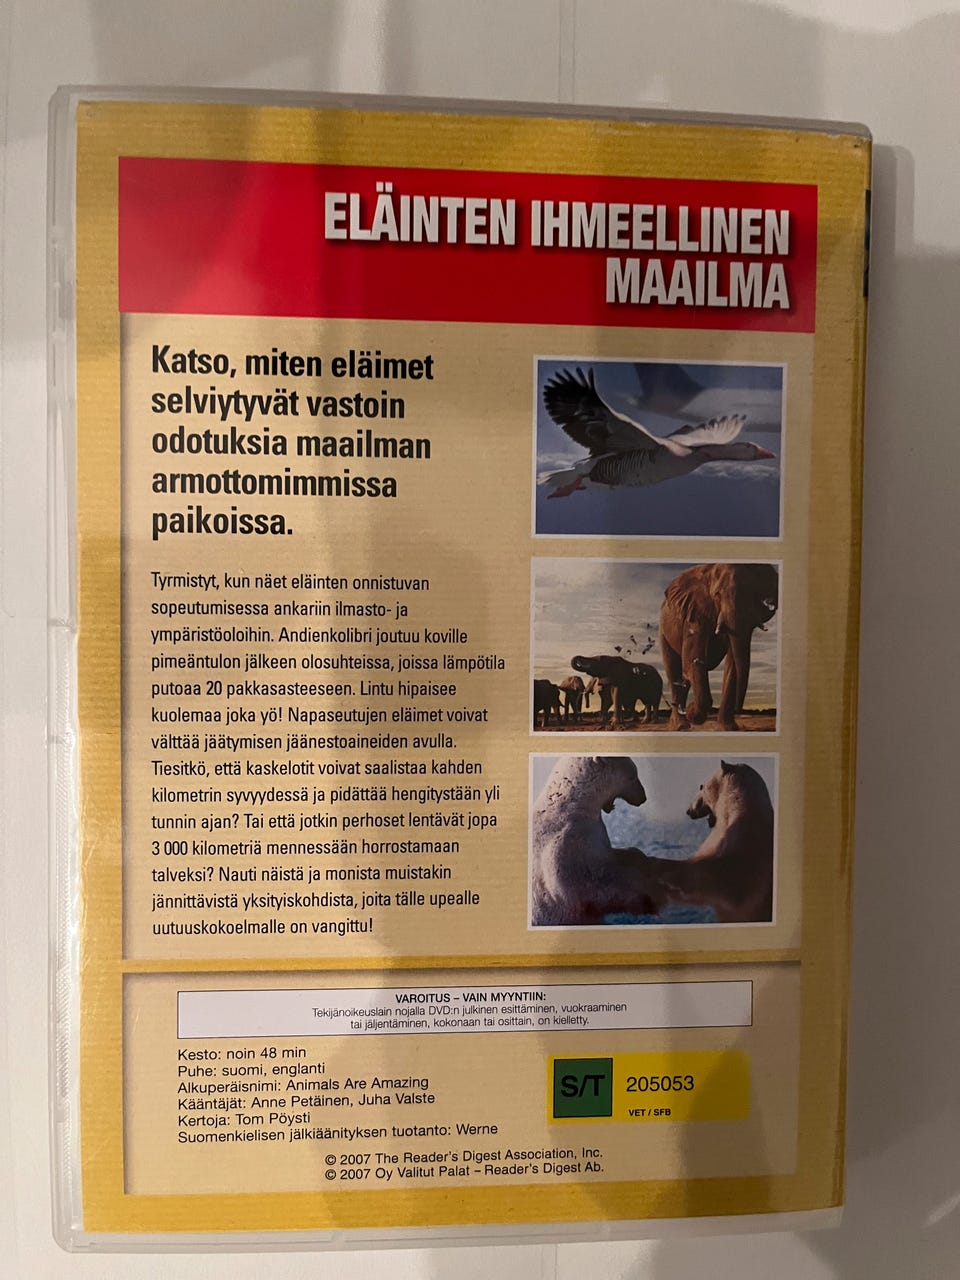 ELÄINTEN IHMEELLINEN
MAAILMA
Katso, miten eläimet
selviytyvät vastoin
odotuksia maailman
armottomimmissa
paikoissa.
Tyrmistyt, kun näet eläinten onnistuvan
sopeutumisessa ankariin ilmasto- ja
ympäristöoloihin. Andienkolibri joutuu koville
pimeäntulon jälkeen olosuhteissa, joissa lämpötila
putoaa 20 pakkasasteeseen. Lintu hipaisee
kuolemaa joka yö! Napaseutujen eläimet voivat
välttää jäätymisen jäänestoaineiden avulla.
Tiesitkö, että kaskelotit voivat saalistaa kahden
kilometrin syvyydessä ja pidättää hengitystään yli
tunnin ajan? Tai että jotkin perhoset lentävät jopa
3 000 kilometriä mennessään horrostamaan
talveksi? Nauti näistä ja monista muistakin
jännittävistä yksityiskohdista, joita tälle upealle
uutuuskokoelmalle on vangittu!
VAROITUS – VAIN MYYNTIIN:
Tekijänoikeuslain nojalla DVD:n julkinen esittäminen, vuokraaminen
tai jäljentäminen, kokonaan tai osittain, on kielletty.
Kesto: noin 48 min
Puhe: suomi, englanti
Alkuperäisnimi: Animals Are Amazing
Kääntäjät: Anne Petäinen, Juha Valste
Kertoja: Tom Pöysti
Suomenkielisen jälkiäänityksen tuotanto: Werne
S/T 205053
VET / SFB
© 2007 The Reader's Digest Association, Inc.
© 2007 Oy Valitut Palat – Reader's Digest Ab.